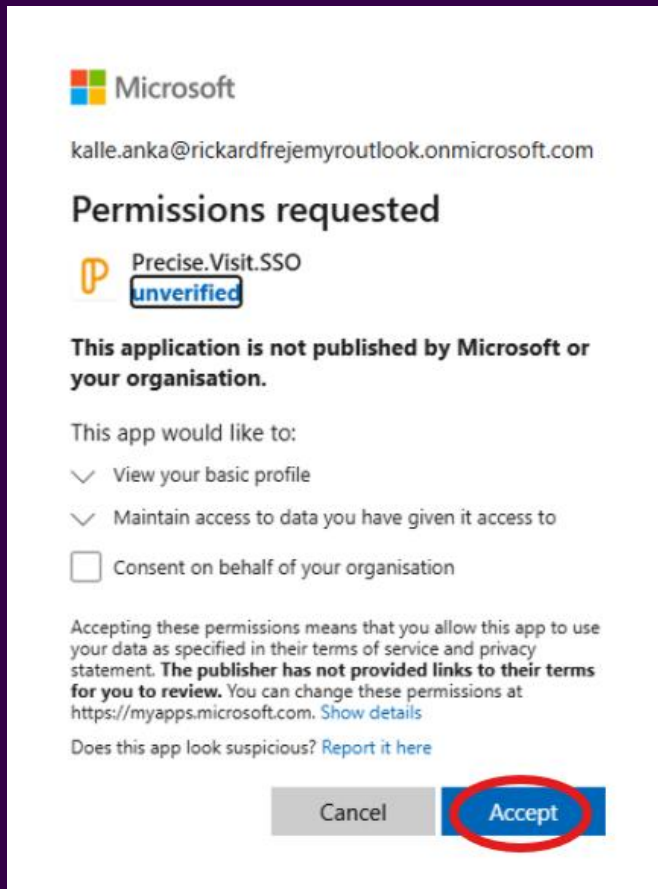 Microsoft
kalle.anka@rickardfrejemyroutlook.onmicrosoft.com
Permissions requested
Precise.Visit.SSO
unverified
This application is not published by Microsoft or
your organisation.
This app would like to:
View your basic profile
Maintain access to data you have given it access to
Consent on behalf of your organisation
Accepting these permissions means that you allow this app to use
your data as specified in their terms of service and privacy
statement. The publisher has not provided links to their terms
for you to review. You can change these permissions at
https://myapps.microsoft.com. Show details
Does this app look suspicious? Report it here
Cancel
Accept